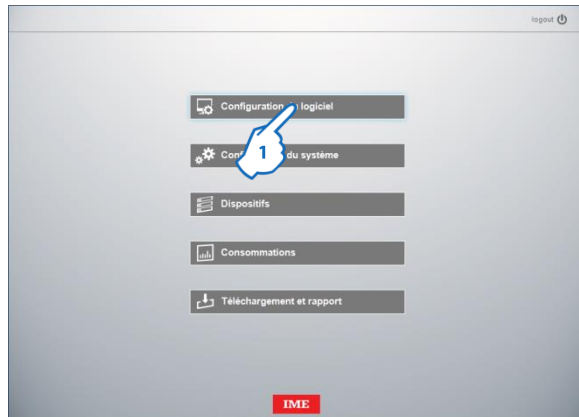 logout
Configuration logiciel
1
du système
Dispositifs
Consommations
Téléchargement et rapport
IME